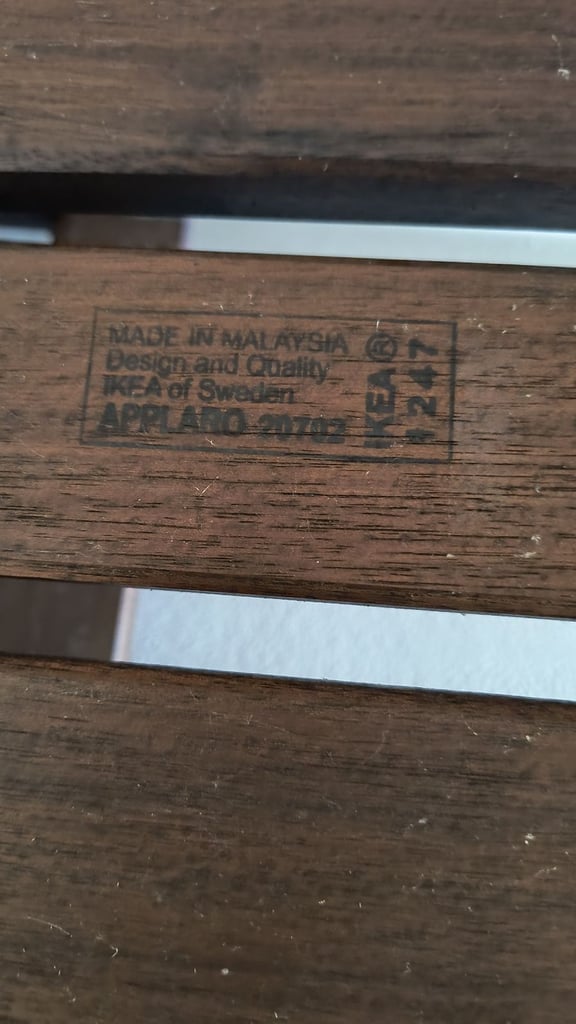 MADE IN MALAYSIA
Design and Quality
IKEA of Sweden
APPLARO 20702
IKEA®
1247